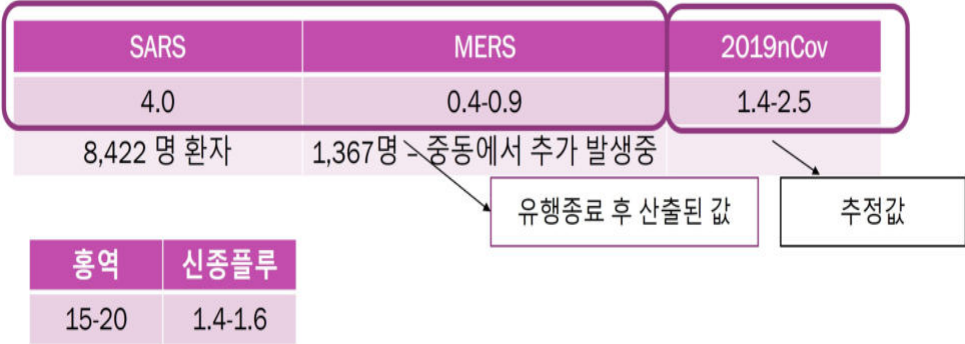 SARS MERS 2019nCov
4.0 0.4-0.9 1.4-2.5
8,422 명 환자 1,367명 – 중동에서 추가 발생중
유행종료 후 산출된 값 추정값
홍역 신종플루
15-20 1.4-1.6